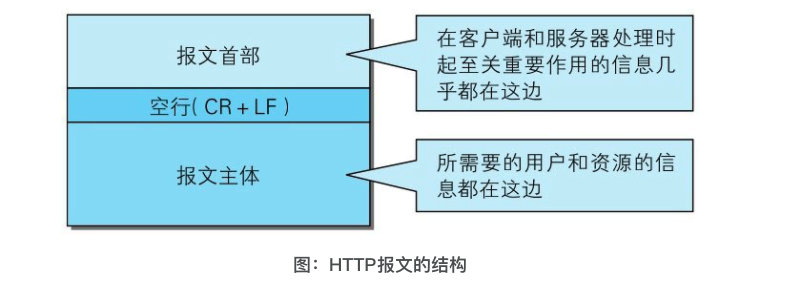 报文首部
在客户端和服务器处理时
起至关重要作用的信息几
乎都在这边
空行( CR + LF )
报文主体
所需要的用户和资源的信
息都在这边
图：HTTP报文的结构